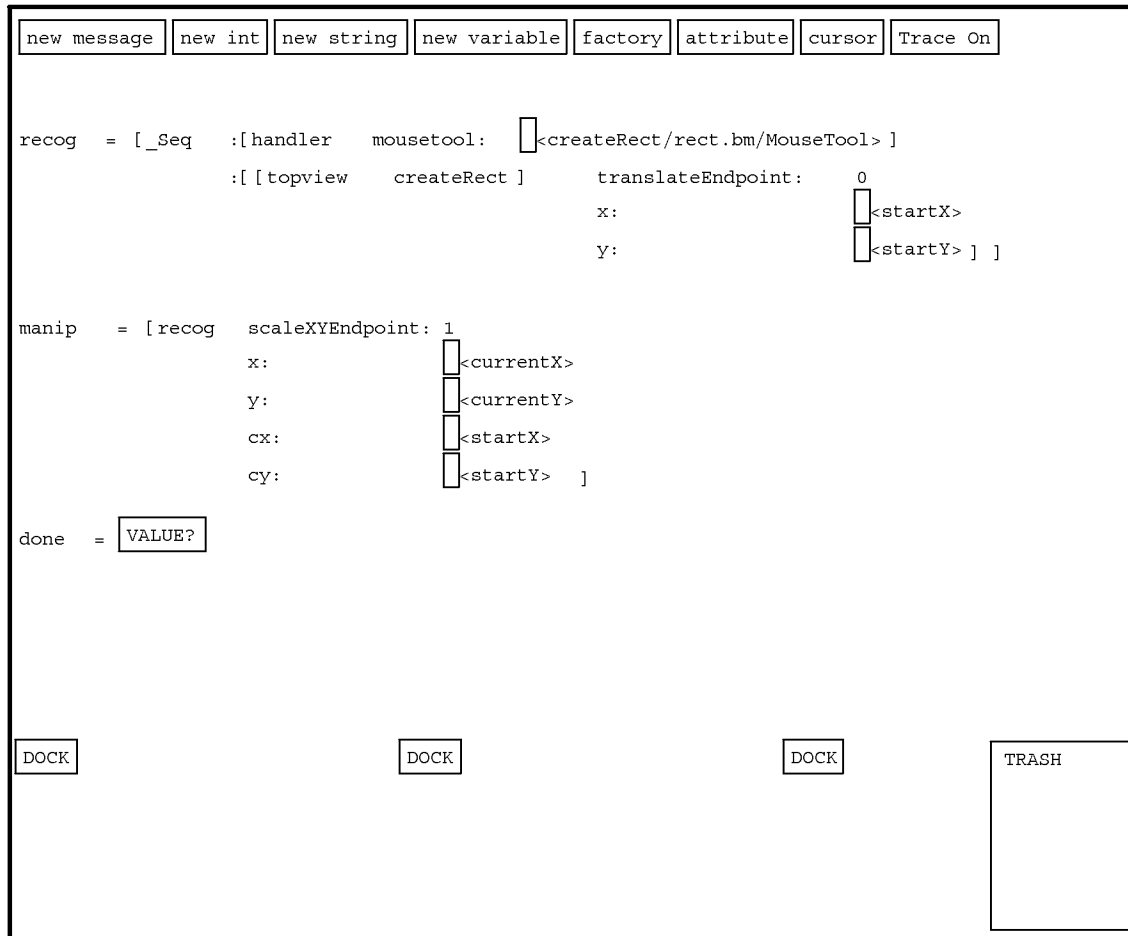 new message new int new string new variable factory attribute cursor Trace On
recog = [_Seq :[handler mousetool: <createRect/rect.bm/MouseTool> ]
:[[topview createRect ] translateEndpoint: 0
x: <startX>
y: <startY> ] ]
manip = [recog scaleXYEndpoint: 1
x: <currentX>
y: <currentY>
cx: <startX>
cy: <startY> ]
done = VALUE?
DOCK DOCK DOCK TRASH